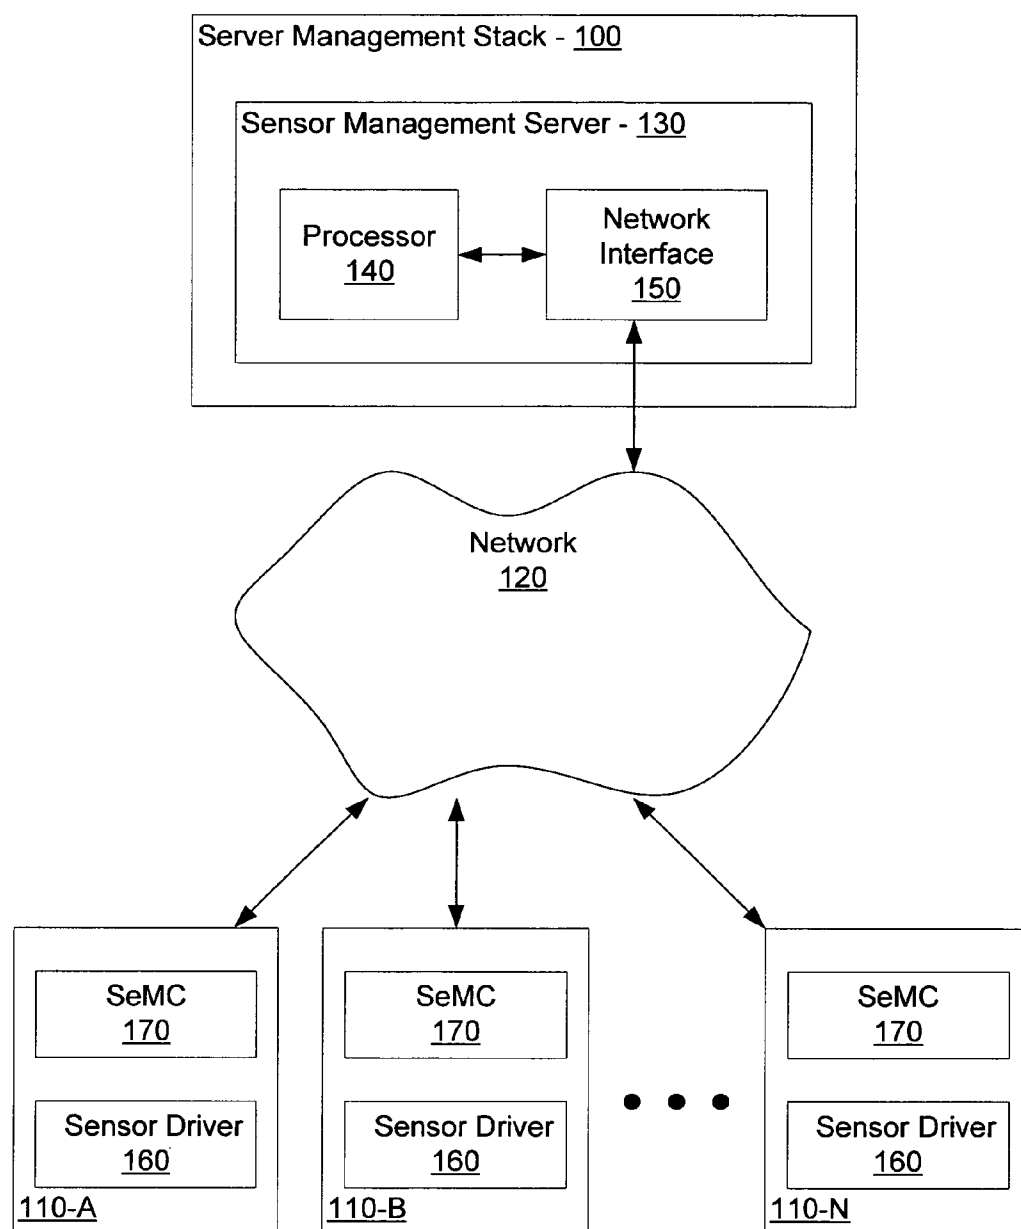 Server Management Stack - 100
Sensor Management Server - 130
Processor
140
Network
Interface
150
Network
120
SeMC
170
Sensor Driver
160
110-A
SeMC
170
Sensor Driver
160
110-B
SeMC
170
Sensor Driver
160
110-N